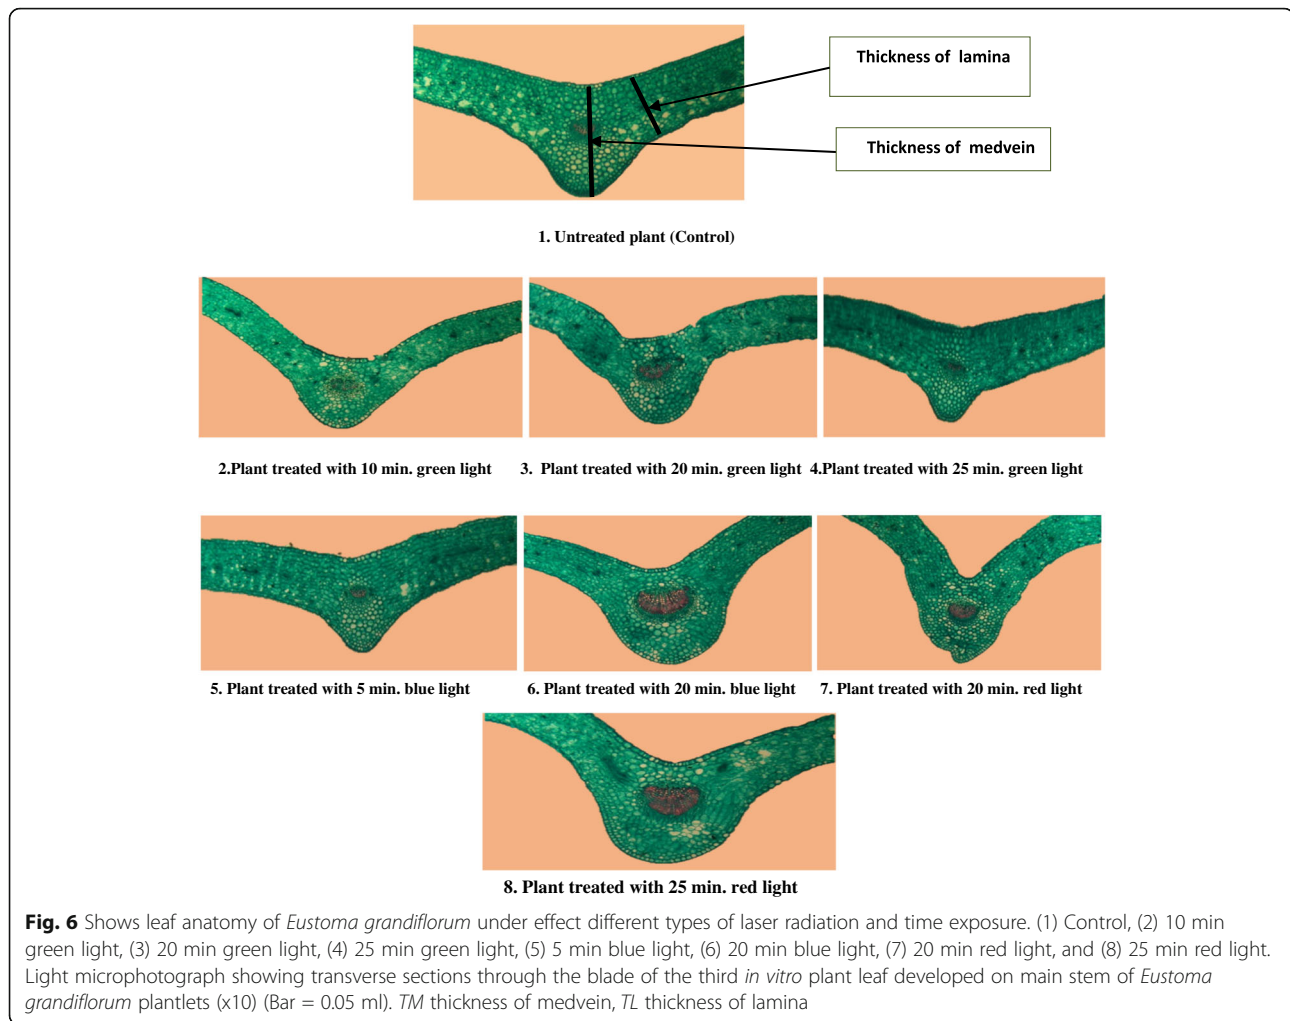 Thickness of lamina
Thickness of medvein
1. Untreated plant (Control)
2.Plant treated with 10 min. green light
3. Plant treated with 20 min. green light
4.Plant treated with 25 min. green light
5. Plant treated with 5 min. blue light
6. Plant treated with 20 min. blue light
7. Plant treated with 20 min. red light
8. Plant treated with 25 min. red light
Fig. 6 Shows leaf anatomy of Eustoma grandiflorum under effect different types of laser radiation and time exposure. (1) Control, (2) 10 min
green light, (3) 20 min green light, (4) 25 min green light, (5) 5 min blue light, (6) 20 min blue light, (7) 20 min red light, and (8) 25 min red light.
Light microphotograph showing transverse sections through the blade of the third in vitro plant leaf developed on main stem of Eustoma
grandiflorum plantlets (x10) (Bar = 0.05 ml). TM thickness of medvein, TL thickness of lamina